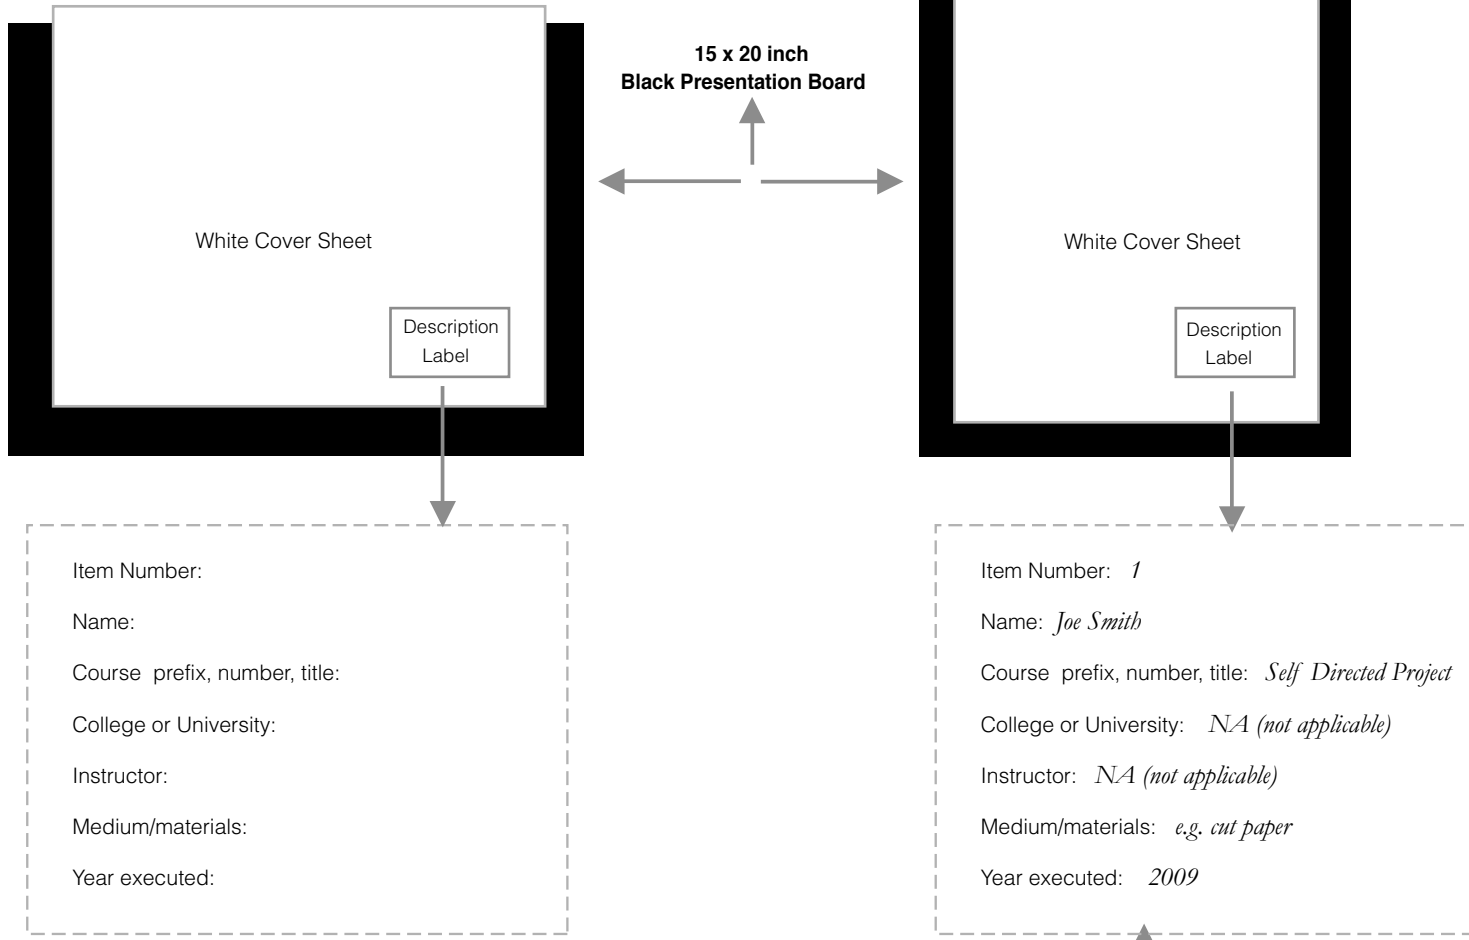 15 x 20 inch
Black Presentation Board
White Cover Sheet
Description
Label
White Cover Sheet
Description
Label
Item Number:
Name:
Course prefix, number, title:
College or University:
Instructor:
Medium/materials:
Year executed:
Item Number: 1
Name: Joe Smith
Course prefix, number, title: Self Directed Project
College or University: NA (not applicable)
Instructor: NA (not applicable)
Medium/materials: e.g. cut paper
Year executed: 2009